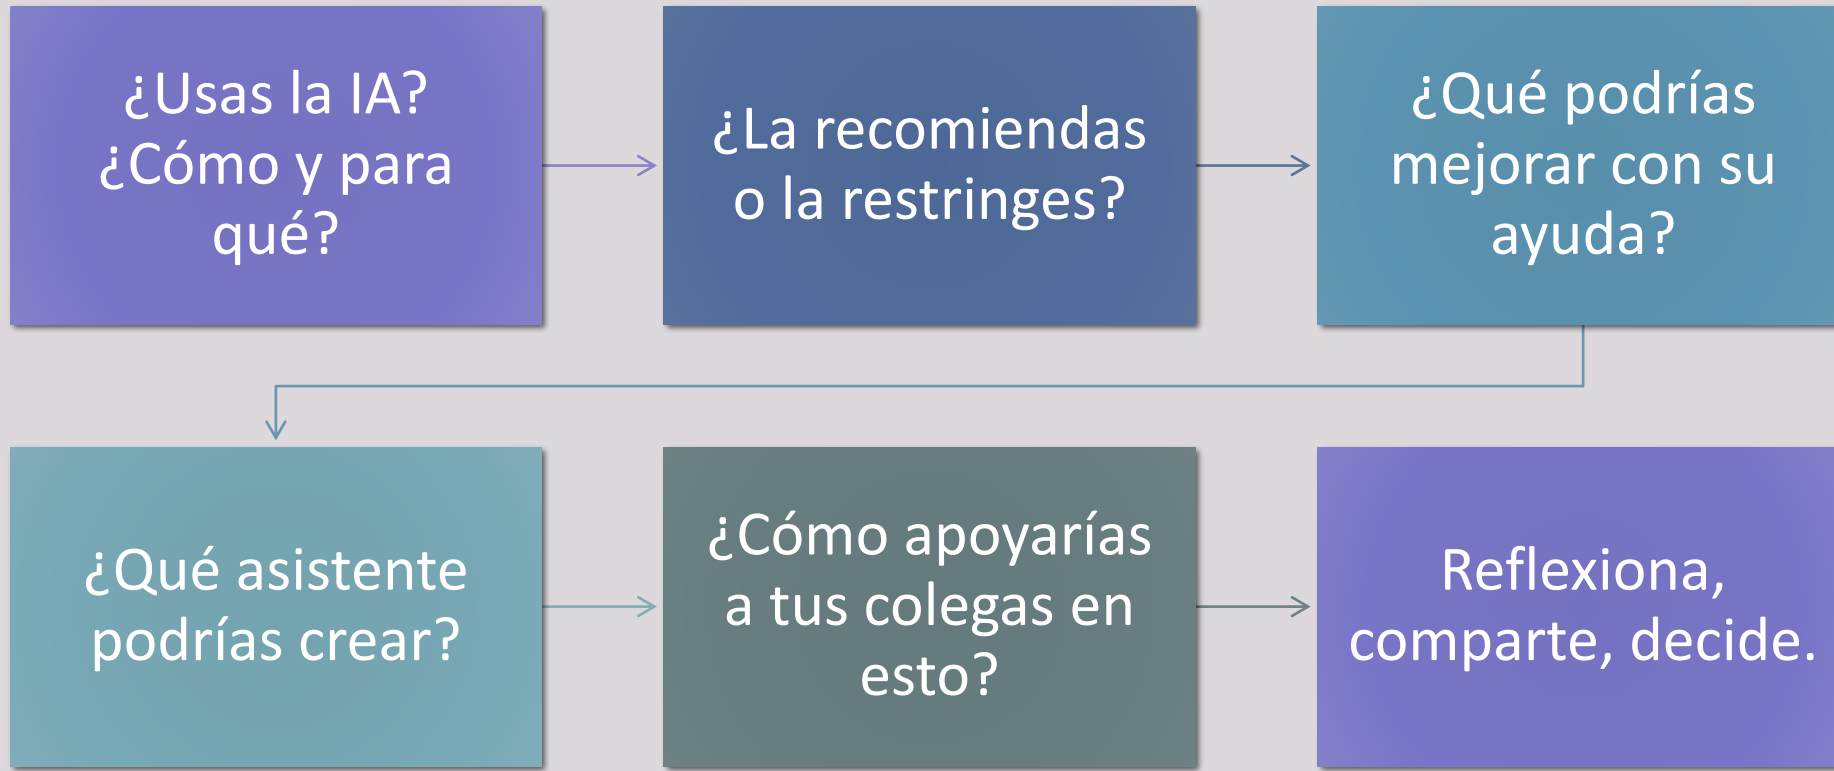 ¿Usas la IA?
¿Cómo y para
qué?
¿La recomiendas
o la restringes?
¿Qué podrías
mejorar con su
ayuda?
¿Qué asistente
podrías crear?
¿Cómo apoyarías
a tus colegas en
esto?
Reflexiona,
comparte, decide.